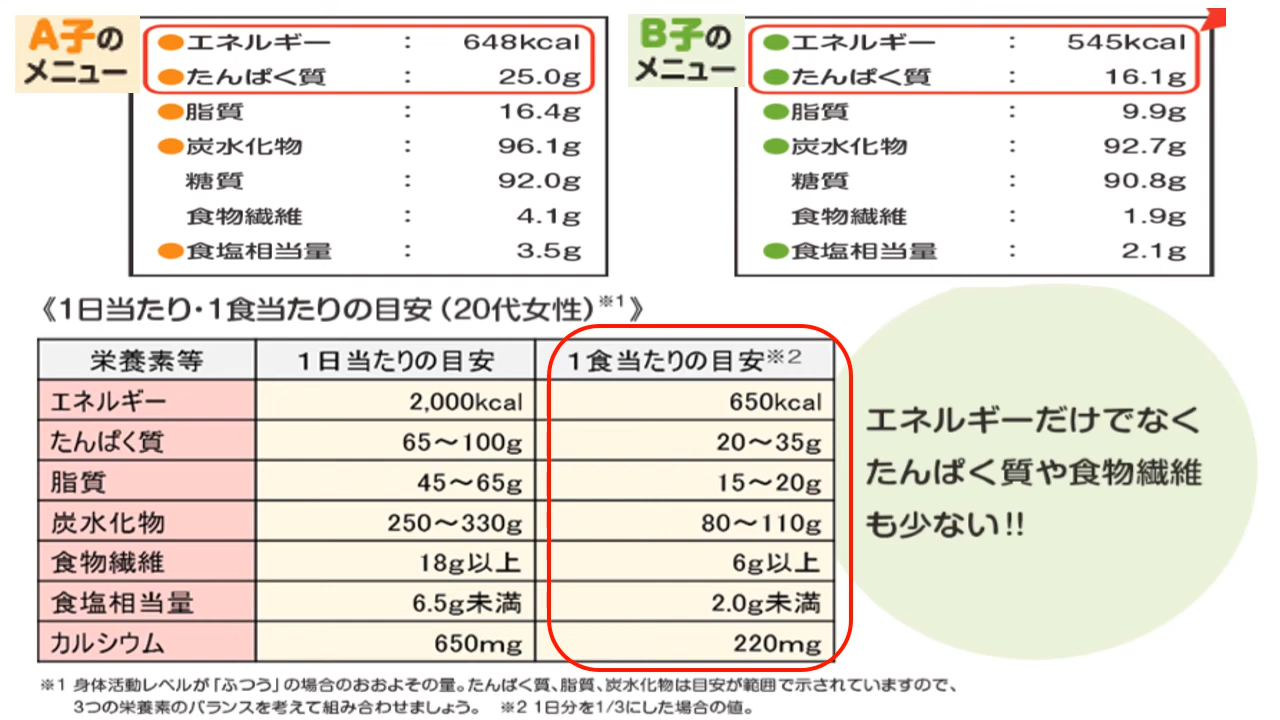 A子の
メニュー
●エネルギー : 648kcal
●たんぱく質 : 25.0g
●脂質 : 16.4g
●炭水化物 : 96.1g
糖質 : 92.0g
食物繊維 : 4.1g
●食塩相当量 : 3.5g
B子の
メニュー
●エネルギー : 545kcal
●たんぱく質 : 16.1g
●脂質 : 9.9g
●炭水化物 : 92.7g
糖質 : 90.8g
食物繊維 : 1.9g
●食塩相当量 : 2.1g
《1日当たり・1食当たりの目安(20代女性)※1》
栄養素等 1日当たりの目安 1食当たりの目安※2
エネルギー 2,000kcal 650kcal
たんぱく質 65〜100g 20〜35g
脂質 45〜65g 15〜20g
炭水化物 250〜330g 80〜110g
食物繊維 18g以上 6g以上
食塩相当量 6.5g未満 2.0g未満
カルシウム 650mg 220mg
エネルギーだけでなく
たんぱく質や食物繊維
も少ない!!
※1 身体活動レベルが「ふつう」の場合のおおよその量。たんぱく質、脂質、炭水化物は目安が範囲で示されていますので、
3つの栄養素のバランスを考えて組み合わせましょう。 ※2 1日分を1/3にした場合の値。